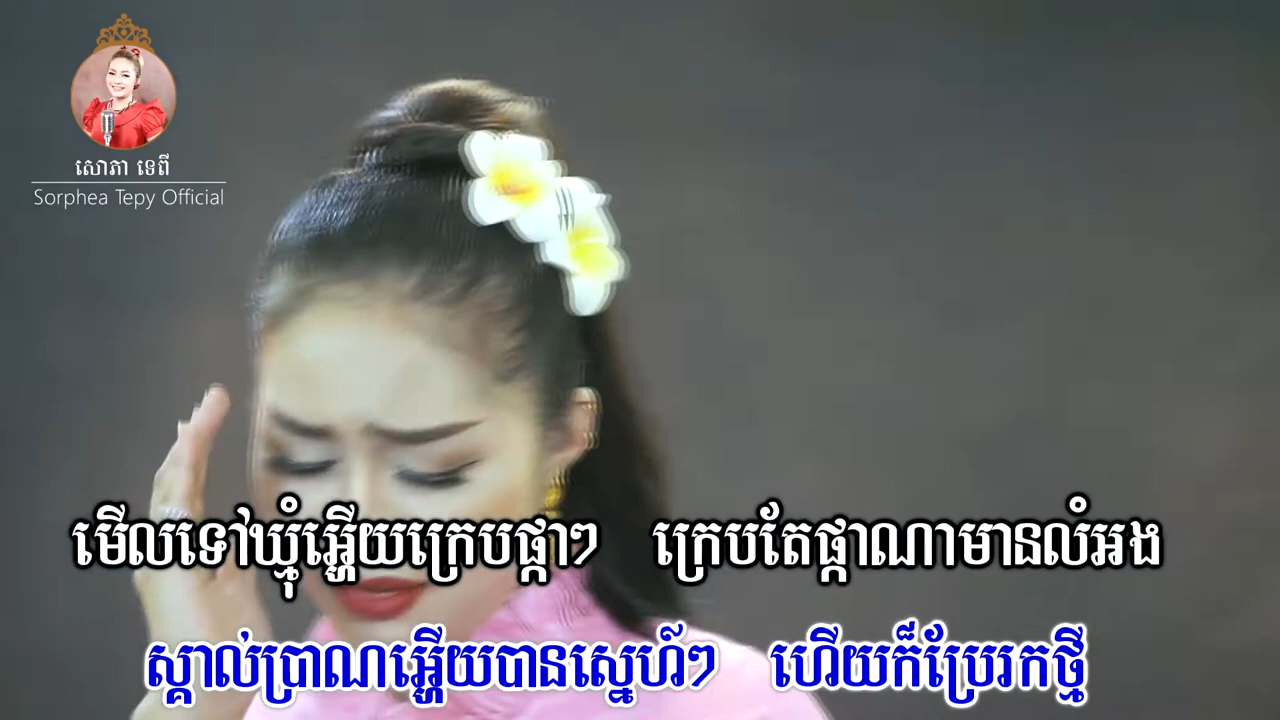 សោភា ទេពី
Sorphea Tepy Official
មើលទៅឃ្មុំអ្ហើយក្រេបផ្កាៗ ក្រេបតែផ្កាណាមានលំអង
ស្គាល់ប្រាណអ្ហើយបានស្នេហ៍ៗ ហើយក៏ប្រែរកថ្មី